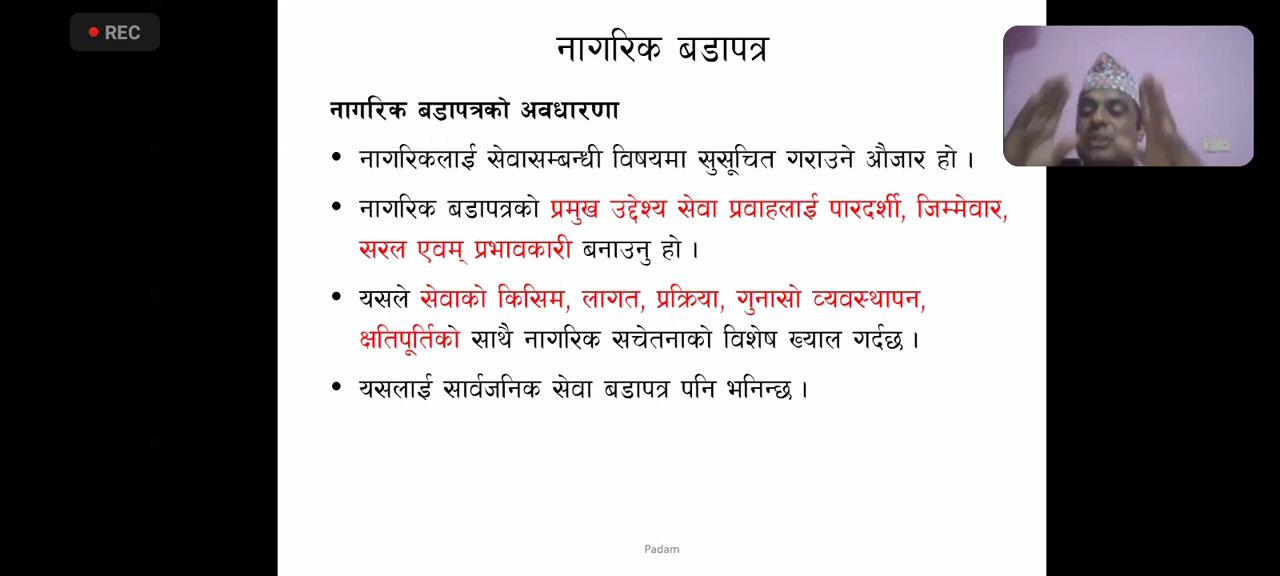 REC
नागरिक बडापत्र
नागरिक बडापत्रको अवधारणा
• नागरिकलाई सेवासम्बन्धी विषयमा सुसूचित गराउने औजार हो ।
• नागरिक बडापत्रको प्रमुख उद्देश्य सेवा प्रवाहलाई पारदर्शी, जिम्मेवार,
सरल एवम् प्रभावकारी बनाउनु हो ।
• यसले सेवाको किसिम, लागत, प्रक्रिया, गुनासो व्यवस्थापन,
क्षतिपूर्तिको साथै नागरिक सचेतनाको विशेष ख्याल गर्दछ ।
• यसलाई सार्वजनिक सेवा बडापत्र पनि भनिन्छ ।
Padam